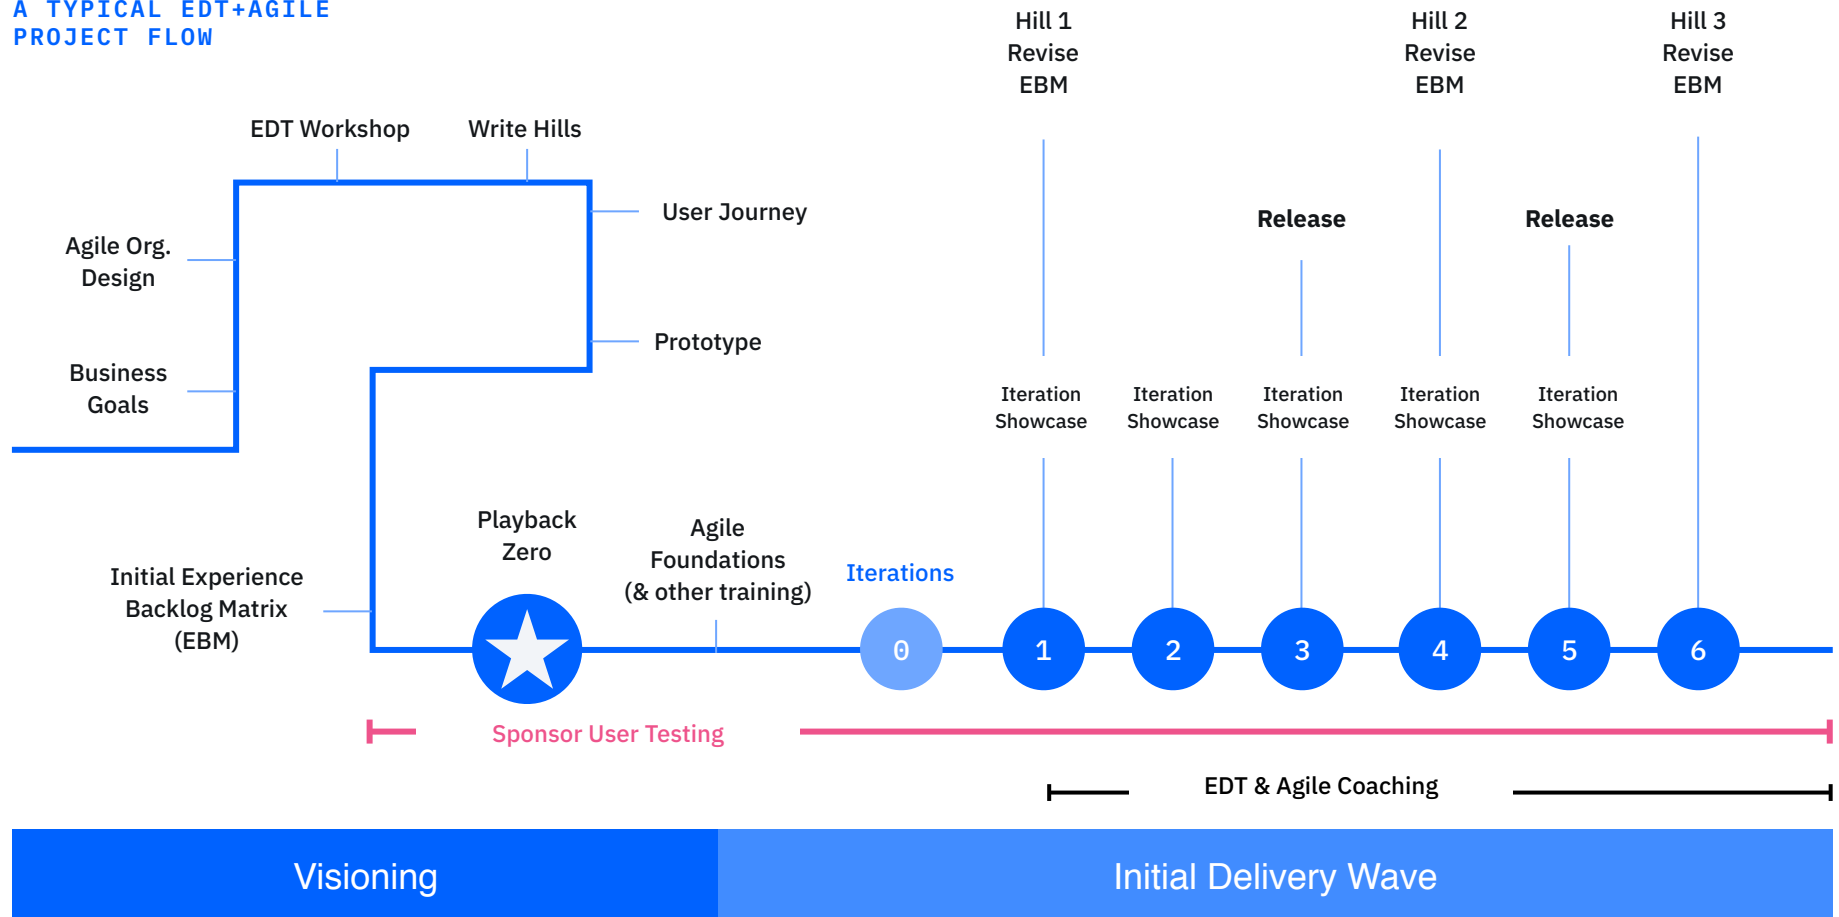 A TYPICAL EDT+AGILE
PROJECT FLOW
Hill 1
Revise
EBM
Hill 2
Revise
EBM
Hill 3
Revise
EBM
EDT Workshop
Write Hills
User Journey
Release
Release
Agile Org.
Design
Prototype
Business
Goals
Iteration
Showcase
Iteration
Showcase
Iteration
Showcase
Iteration
Showcase
Iteration
Showcase
Playback
Zero
Agile
Foundations
(& other training)
Initial Experience
Backlog Matrix
(EBM)
Iterations
0
1
2
3
4
5
6
Sponsor User Testing
EDT & Agile Coaching
Visioning
Initial Delivery Wave